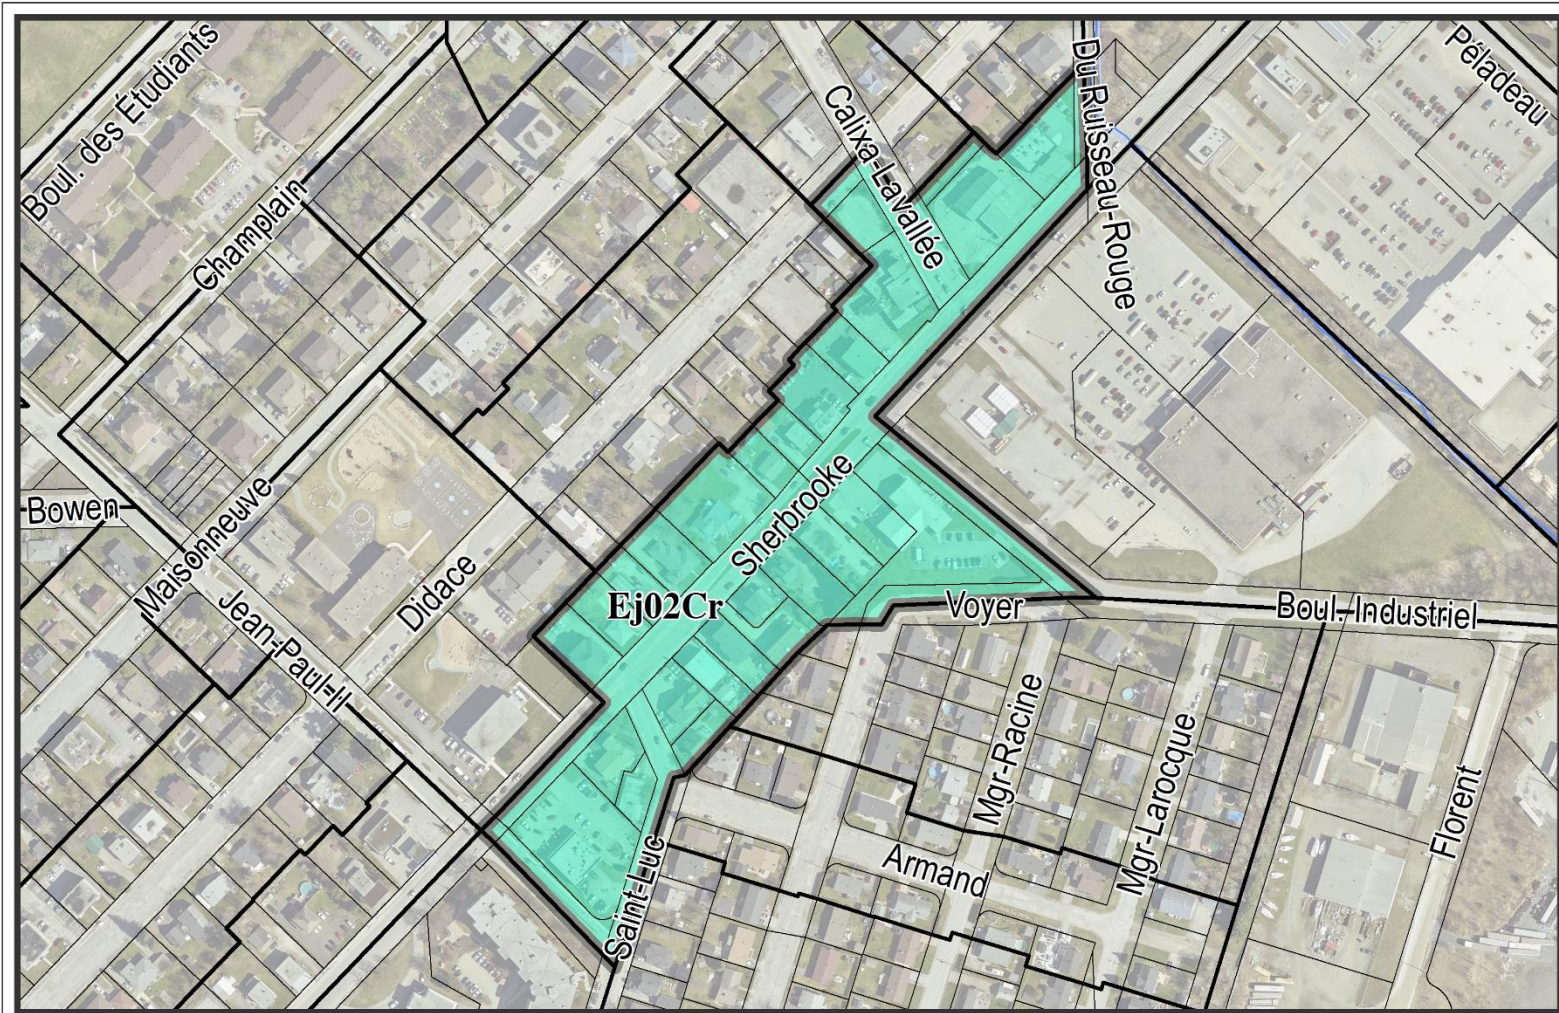 Boul. des Étudiants
Péladeau
Du Ruisseau-Rouge
Calixa-Lavallée
Champlain
Sherbrooke
Bowen
Maisonneuve
Didace
Jean-Paul-II
Ej02Cr
Voyer
Boul. Industriel
Mgr-Racine
Mgr-Larocque
Florent
Armand
Saint-Luc